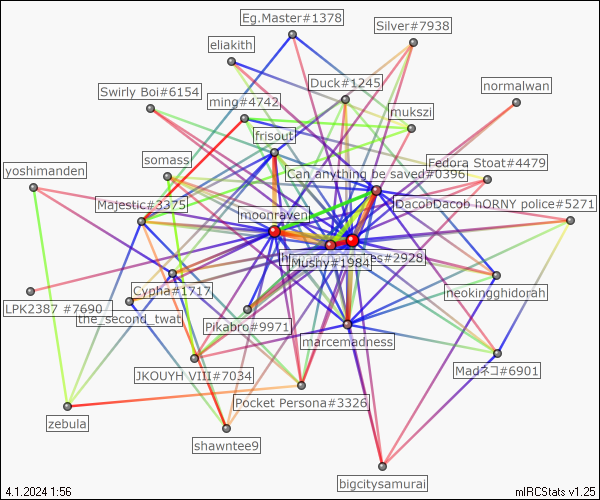 Eg.Master#1378
Silver#7938
eliakith
Duck#1245
normalwan
Swirly Boi#6154
ming#4742
mukszi
frisout
somass
Fedora Stoat#4479
yoshimanden
Can anything be saved#0396
Majestic#3375
DacobDacob hORNY police#5271
moonraven
es#2928
Mushy#1984
Cypha#1717
neokingghidorah
LPK2387 #7690
the_second_twat
Pikabro#9971
marcemadness
JKOUYH VIII#7034
Madネコ#6901
Pocket Persona#3326
zebula
shawntee9
bigcitysamurai
4.1.2024 1:56
mIRCStats v1.25